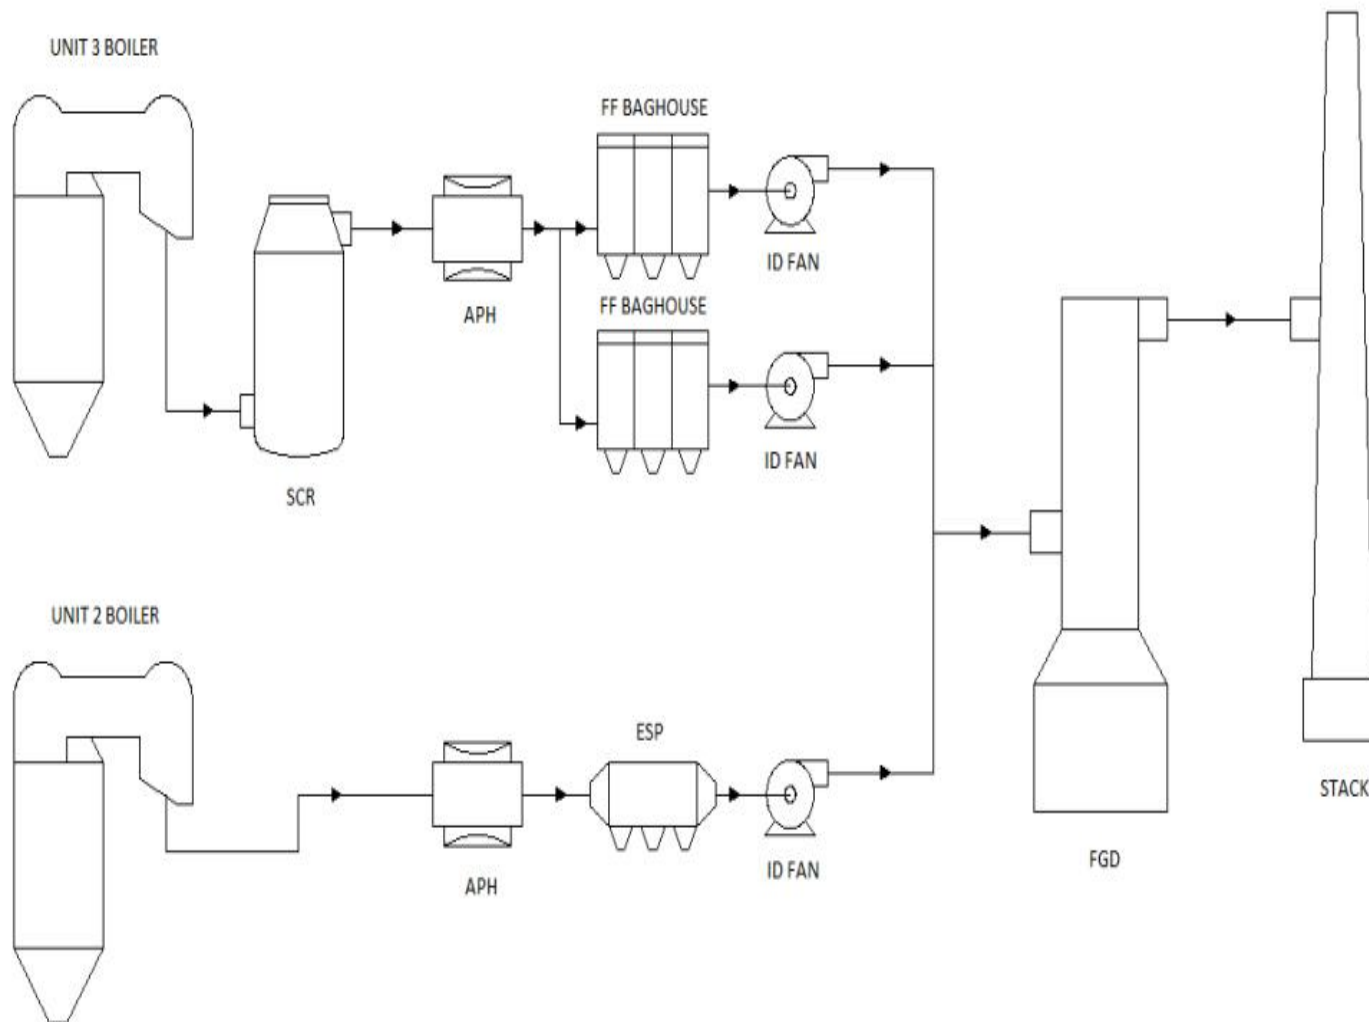 UNIT 3 BOILER
FF BAGHOUSE
ID FAN
APH
FF BAGHOUSE
ID FAN
SCR
UNIT 2 BOILER
ESP
STACK
FGD
ID FAN
APH